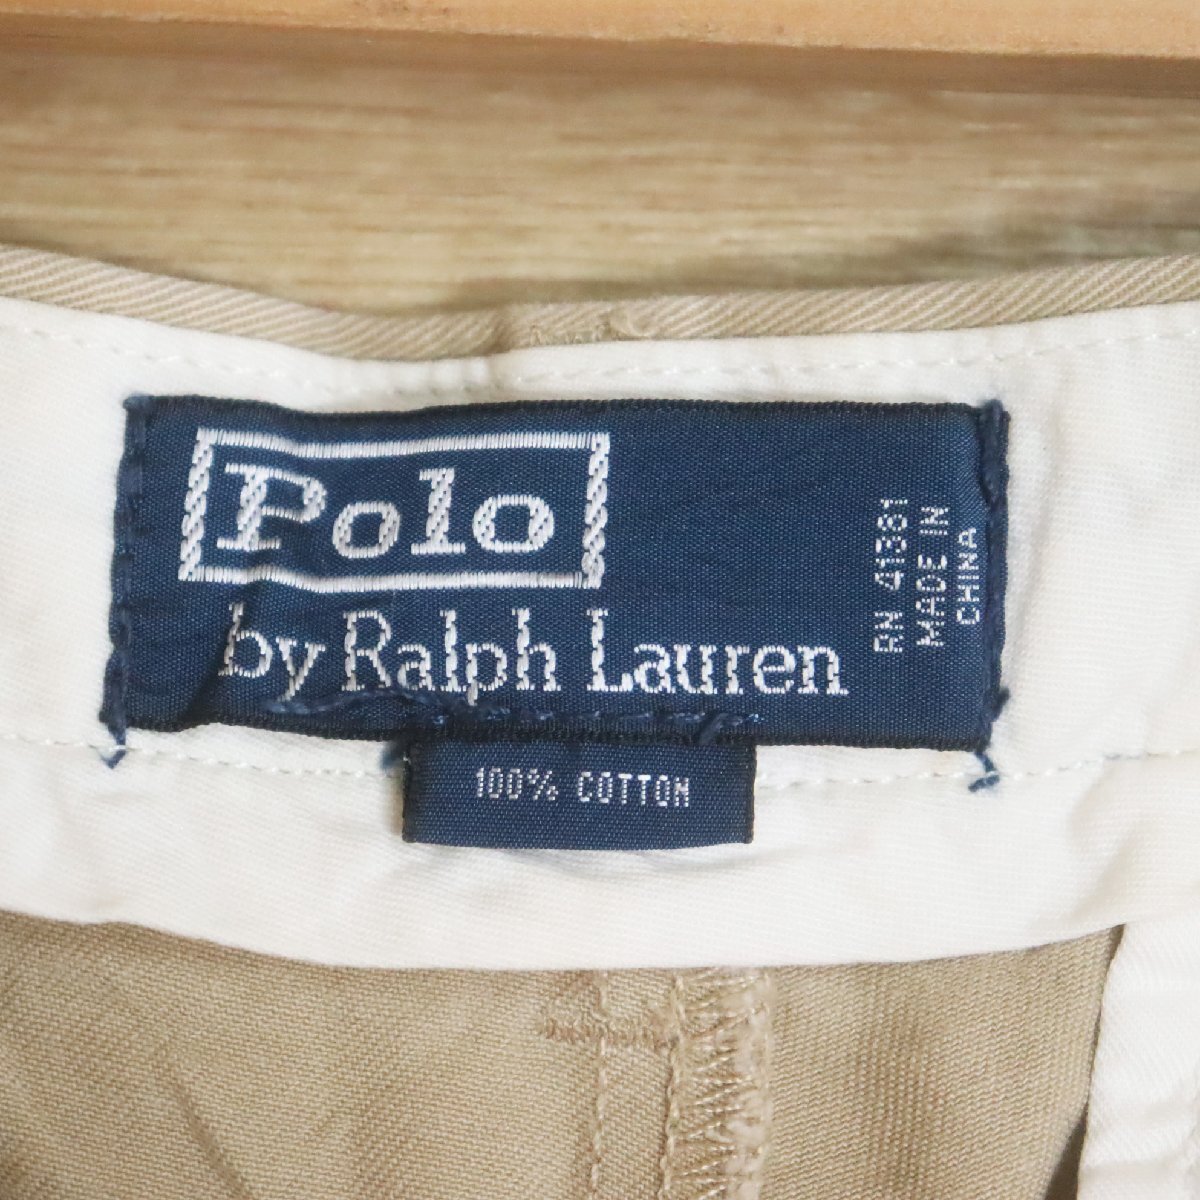 Polo
by Ralph Lauren
RN 41381
MADE IN
CHINA
100% COTTON